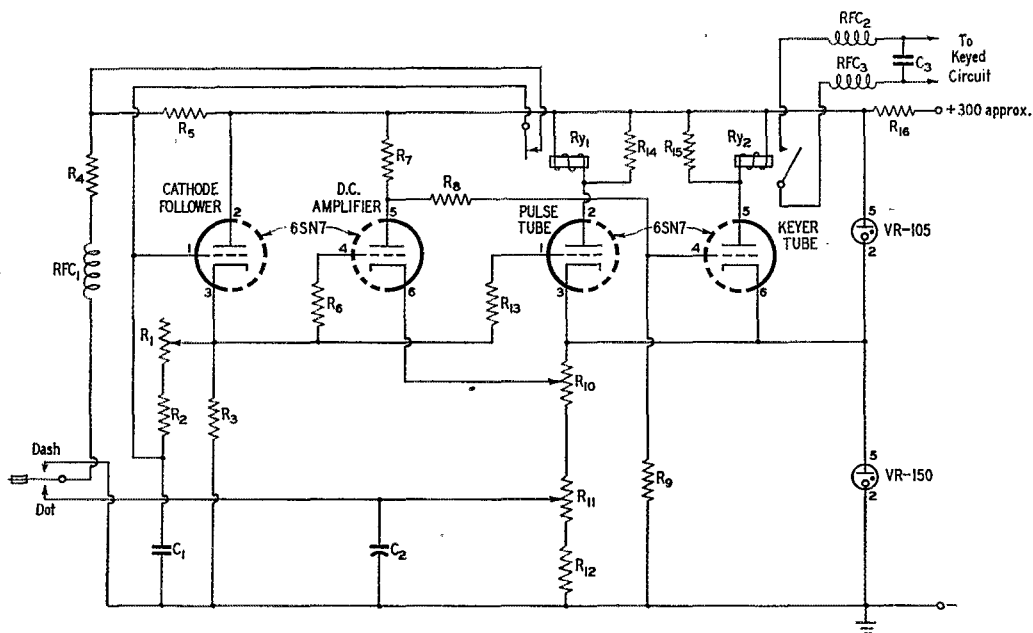 RFC2
To
Keyed
Circuit
RFC3
C3
+300 approx.
R16
R5
Ry1
R14
R15
Ry2
R4
R7
R8
CATHODE
FOLLOWER
D.C.
AMPLIFIER
PULSE
TUBE
KEYER
TUBE
2
5
2
5
5
6SN7
6SN7
VR-105
1
4
1
4
2
RFC1
3
6
3
6
R6
R13
R1
R10
R2
R3
Dash
5
R9
VR-150
R11
2
Dot
C1
C2
R12
–